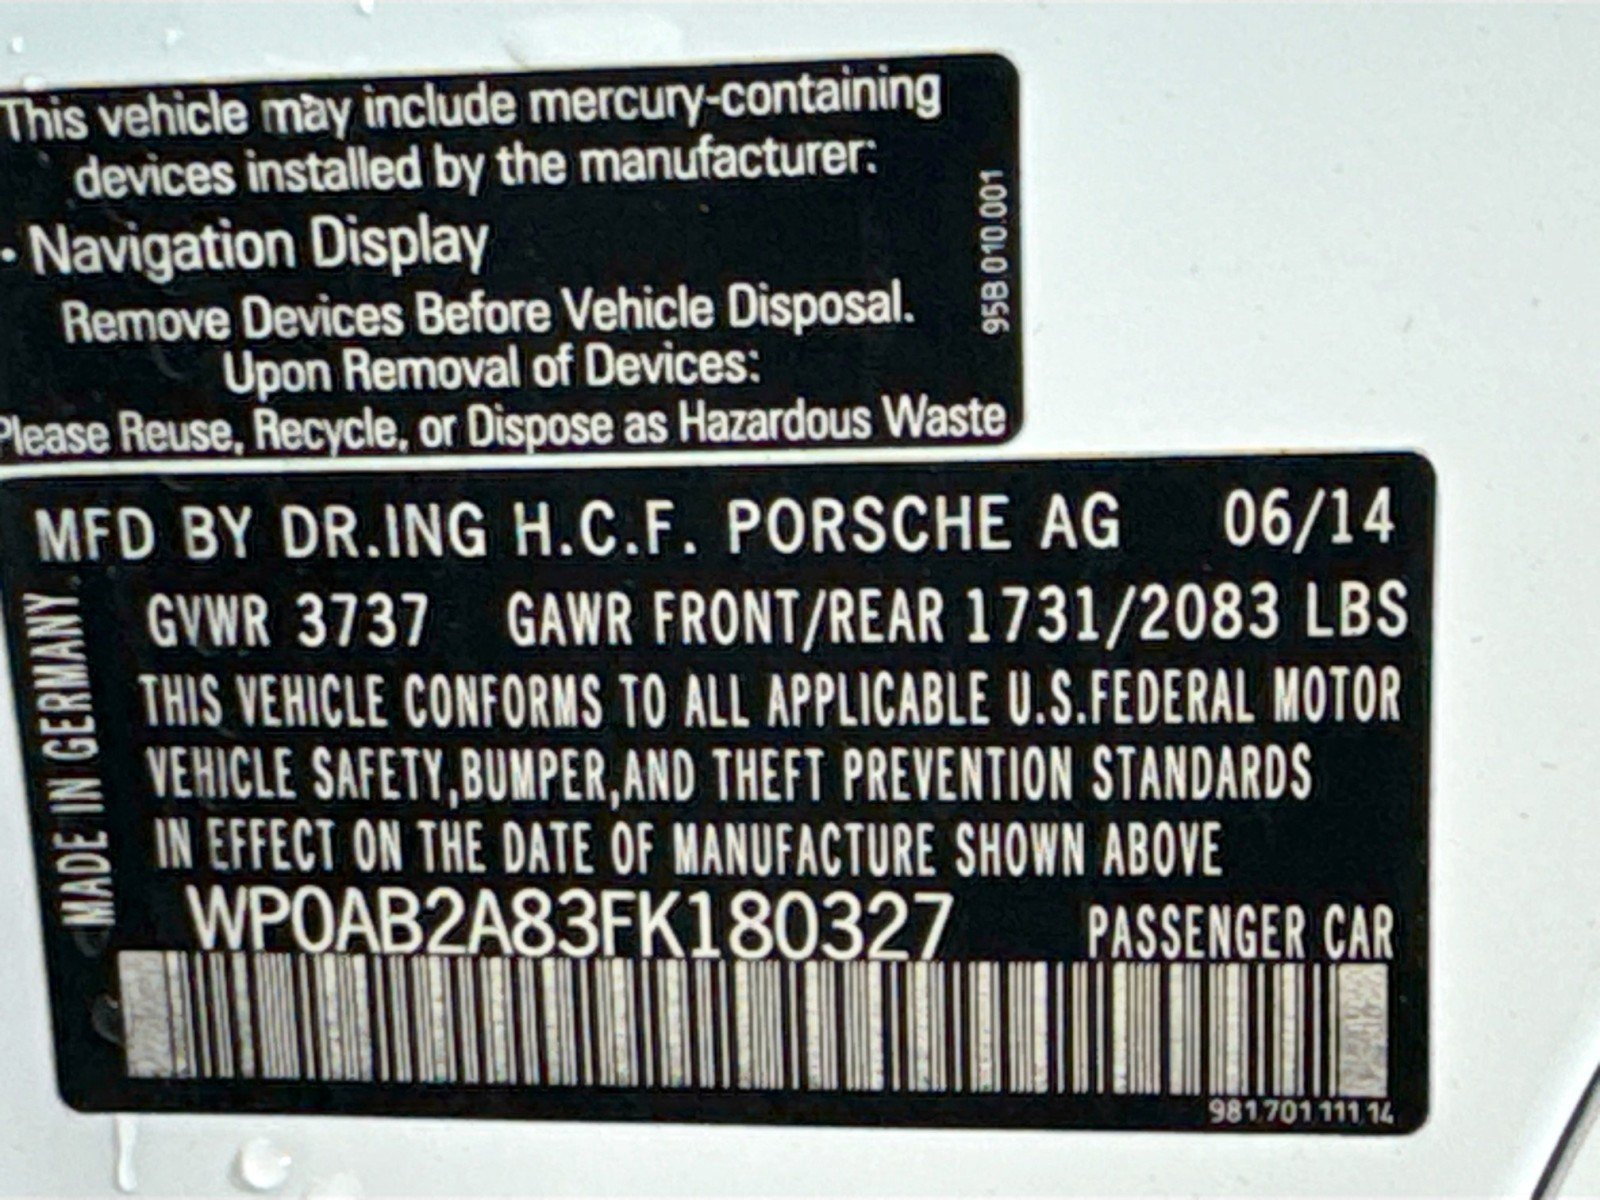 This vehicle may include mercury-containing
devices installed by the manufacturer:
· Navigation Display
Remove Devices Before Vehicle Disposal.
Upon Removal of Devices:
Please Reuse, Recycle, or Dispose as Hazardous Waste
95B 010.001
MFD BY DR.ING H.C.F. PORSCHE AG 06/14
GVWR 3737 GAWR FRONT/REAR 1731/2083 LBS
THIS VEHICLE CONFORMS TO ALL APPLICABLE U.S.FEDERAL MOTOR
VEHICLE SAFETY,BUMPER,AND THEFT PREVENTION STANDARDS
IN EFFECT ON THE DATE OF MANUFACTURE SHOWN ABOVE
WP0AB2A83FK180327 PASSENGER CAR
MADE IN GERMANY
981 701 111 14